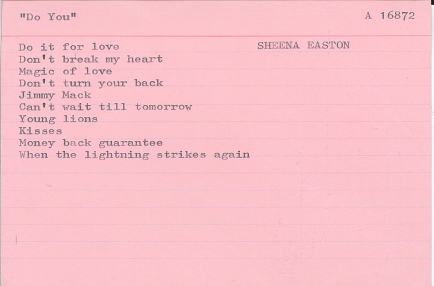 "Do You" A 16872
Do it for love SHEENA EASTON
Don't break my heart
Magic of love
Don't turn your back
Jimmy Mack
Can't wait till tomorrow
Young lions
Kisses
Money back guarantee
When the lightning strikes again